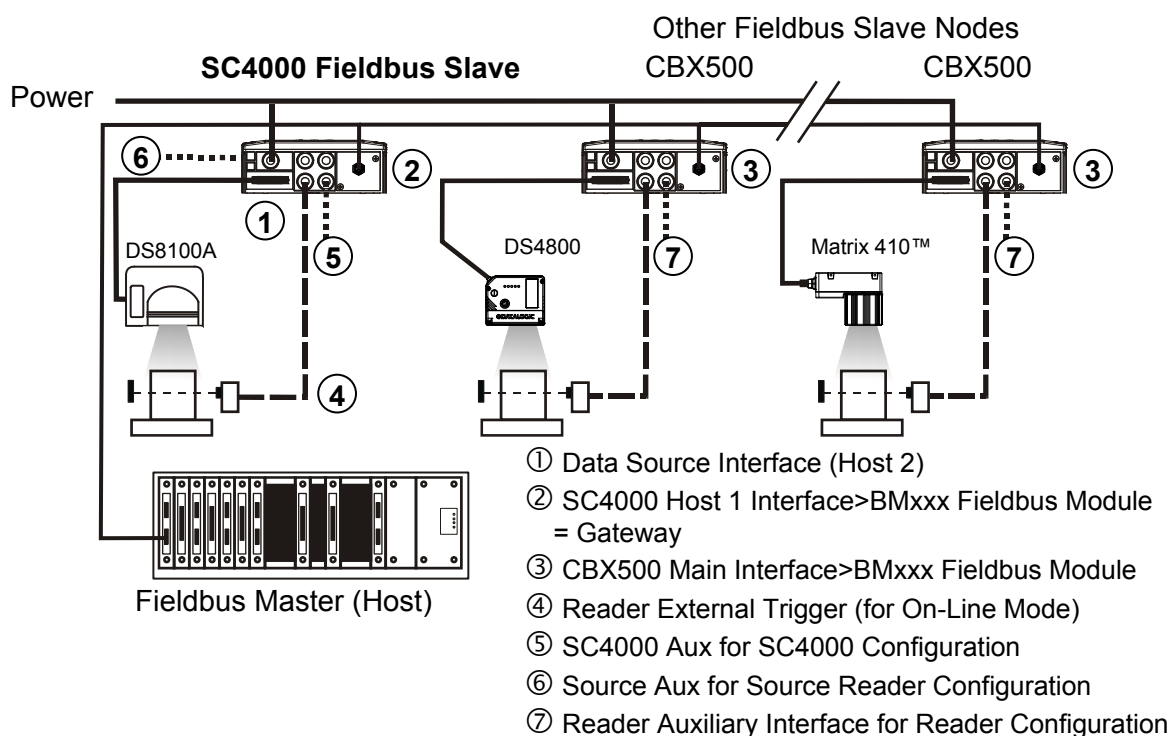 Other Fieldbus Slave Nodes
SC4000 Fieldbus Slave
CBX500
CBX500
Power
6
2
3
3
1
5
7
7
DS8100A
DS4800
Matrix 410™
DATALOGIC
4
① Data Source Interface (Host 2)
② SC4000 Host 1 Interface>BMxxx Fieldbus Module
= Gateway
③ CBX500 Main Interface>BMxxx Fieldbus Module
④ Reader External Trigger (for On-Line Mode)
⑤ SC4000 Aux for SC4000 Configuration
⑥ Source Aux for Source Reader Configuration
⑦ Reader Auxiliary Interface for Reader Configuration
Fieldbus Master (Host)